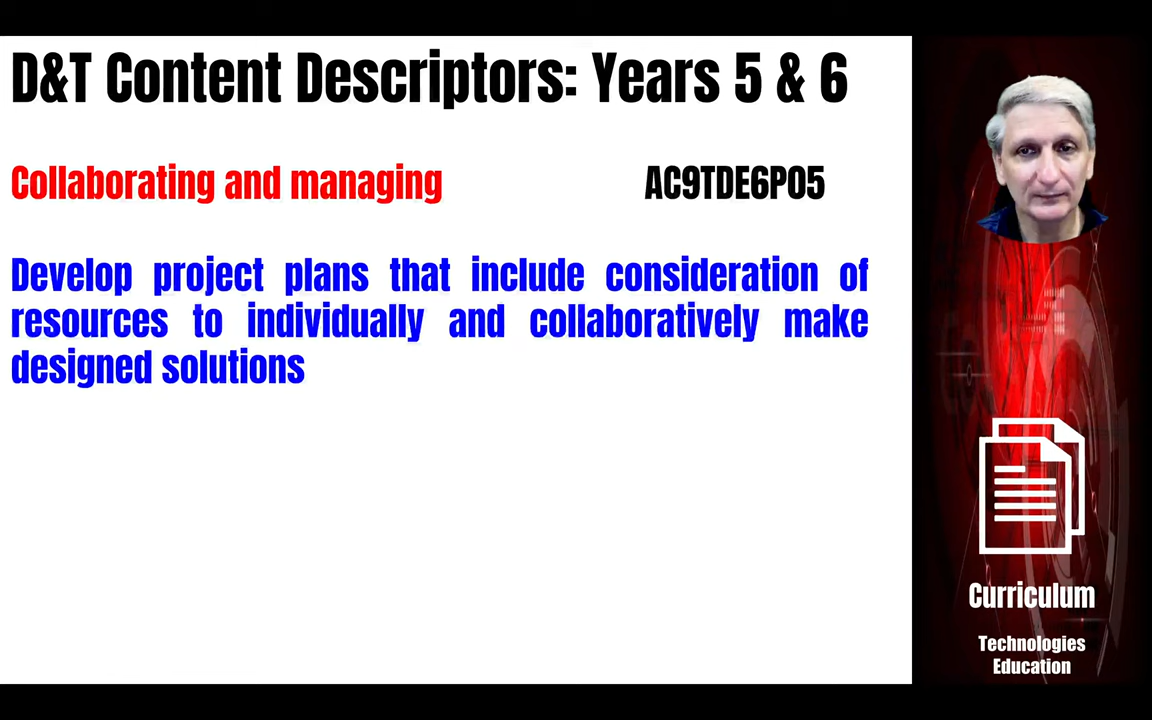 D&T Content Descriptors: Years 5 & 6
Collaborating and managing AC9TDE6P05
Develop project plans that include consideration of
resources to individually and collaboratively make
designed solutions
Curriculum
Technologies
Education